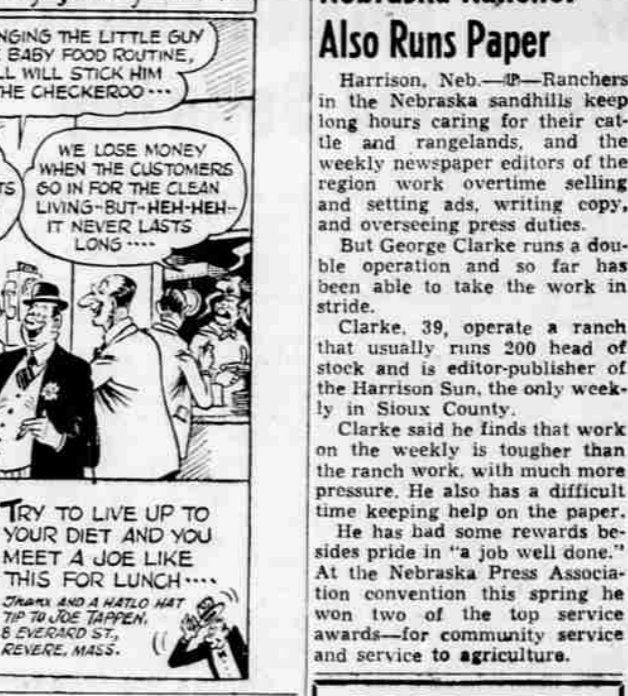 NGING THE LITTLE GUY
BABY FOOD ROUTINE,
LL WILL STICK HIM
HE CHECKEROO···
TS
WE LOSE MONEY
WHEN THE CUSTOMERS
GO IN FOR THE CLEAN
LIVING-BUT-HEH-HEH-
IT NEVER LASTS
LONG····
TRY TO LIVE UP TO
YOUR DIET AND YOU
MEET A JOE LIKE
THIS FOR LUNCH····
THANX AND A HATLO HAT
TIP TO JOE TAPPEN,
8 EVERARD ST.,
REVERE, MASS.
Nebraska Rancher
Also Runs Paper
Harrison, Neb.—AP—Ranchers
in the Nebraska sandhills keep
long hours caring for their cat-
tle and rangelands, and the
weekly newspaper editors of the
region work overtime selling
and setting ads, writing copy,
and overseeing press duties.
But George Clarke runs a dou-
ble operation and so far has
been able to take the work in
stride.
Clarke, 39, operate a ranch
that usually runs 200 head of
stock and is editor-publisher of
the Harrison Sun, the only week-
ly in Sioux County.
Clarke said he finds that work
on the weekly is tougher than
the ranch work, with much more
pressure. He also has a difficult
time keeping help on the paper.
He has had some rewards be-
sides pride in "a job well done."
At the Nebraska Press Associa-
tion convention this spring he
won two of the top service
awards—for community service
and service to agriculture.